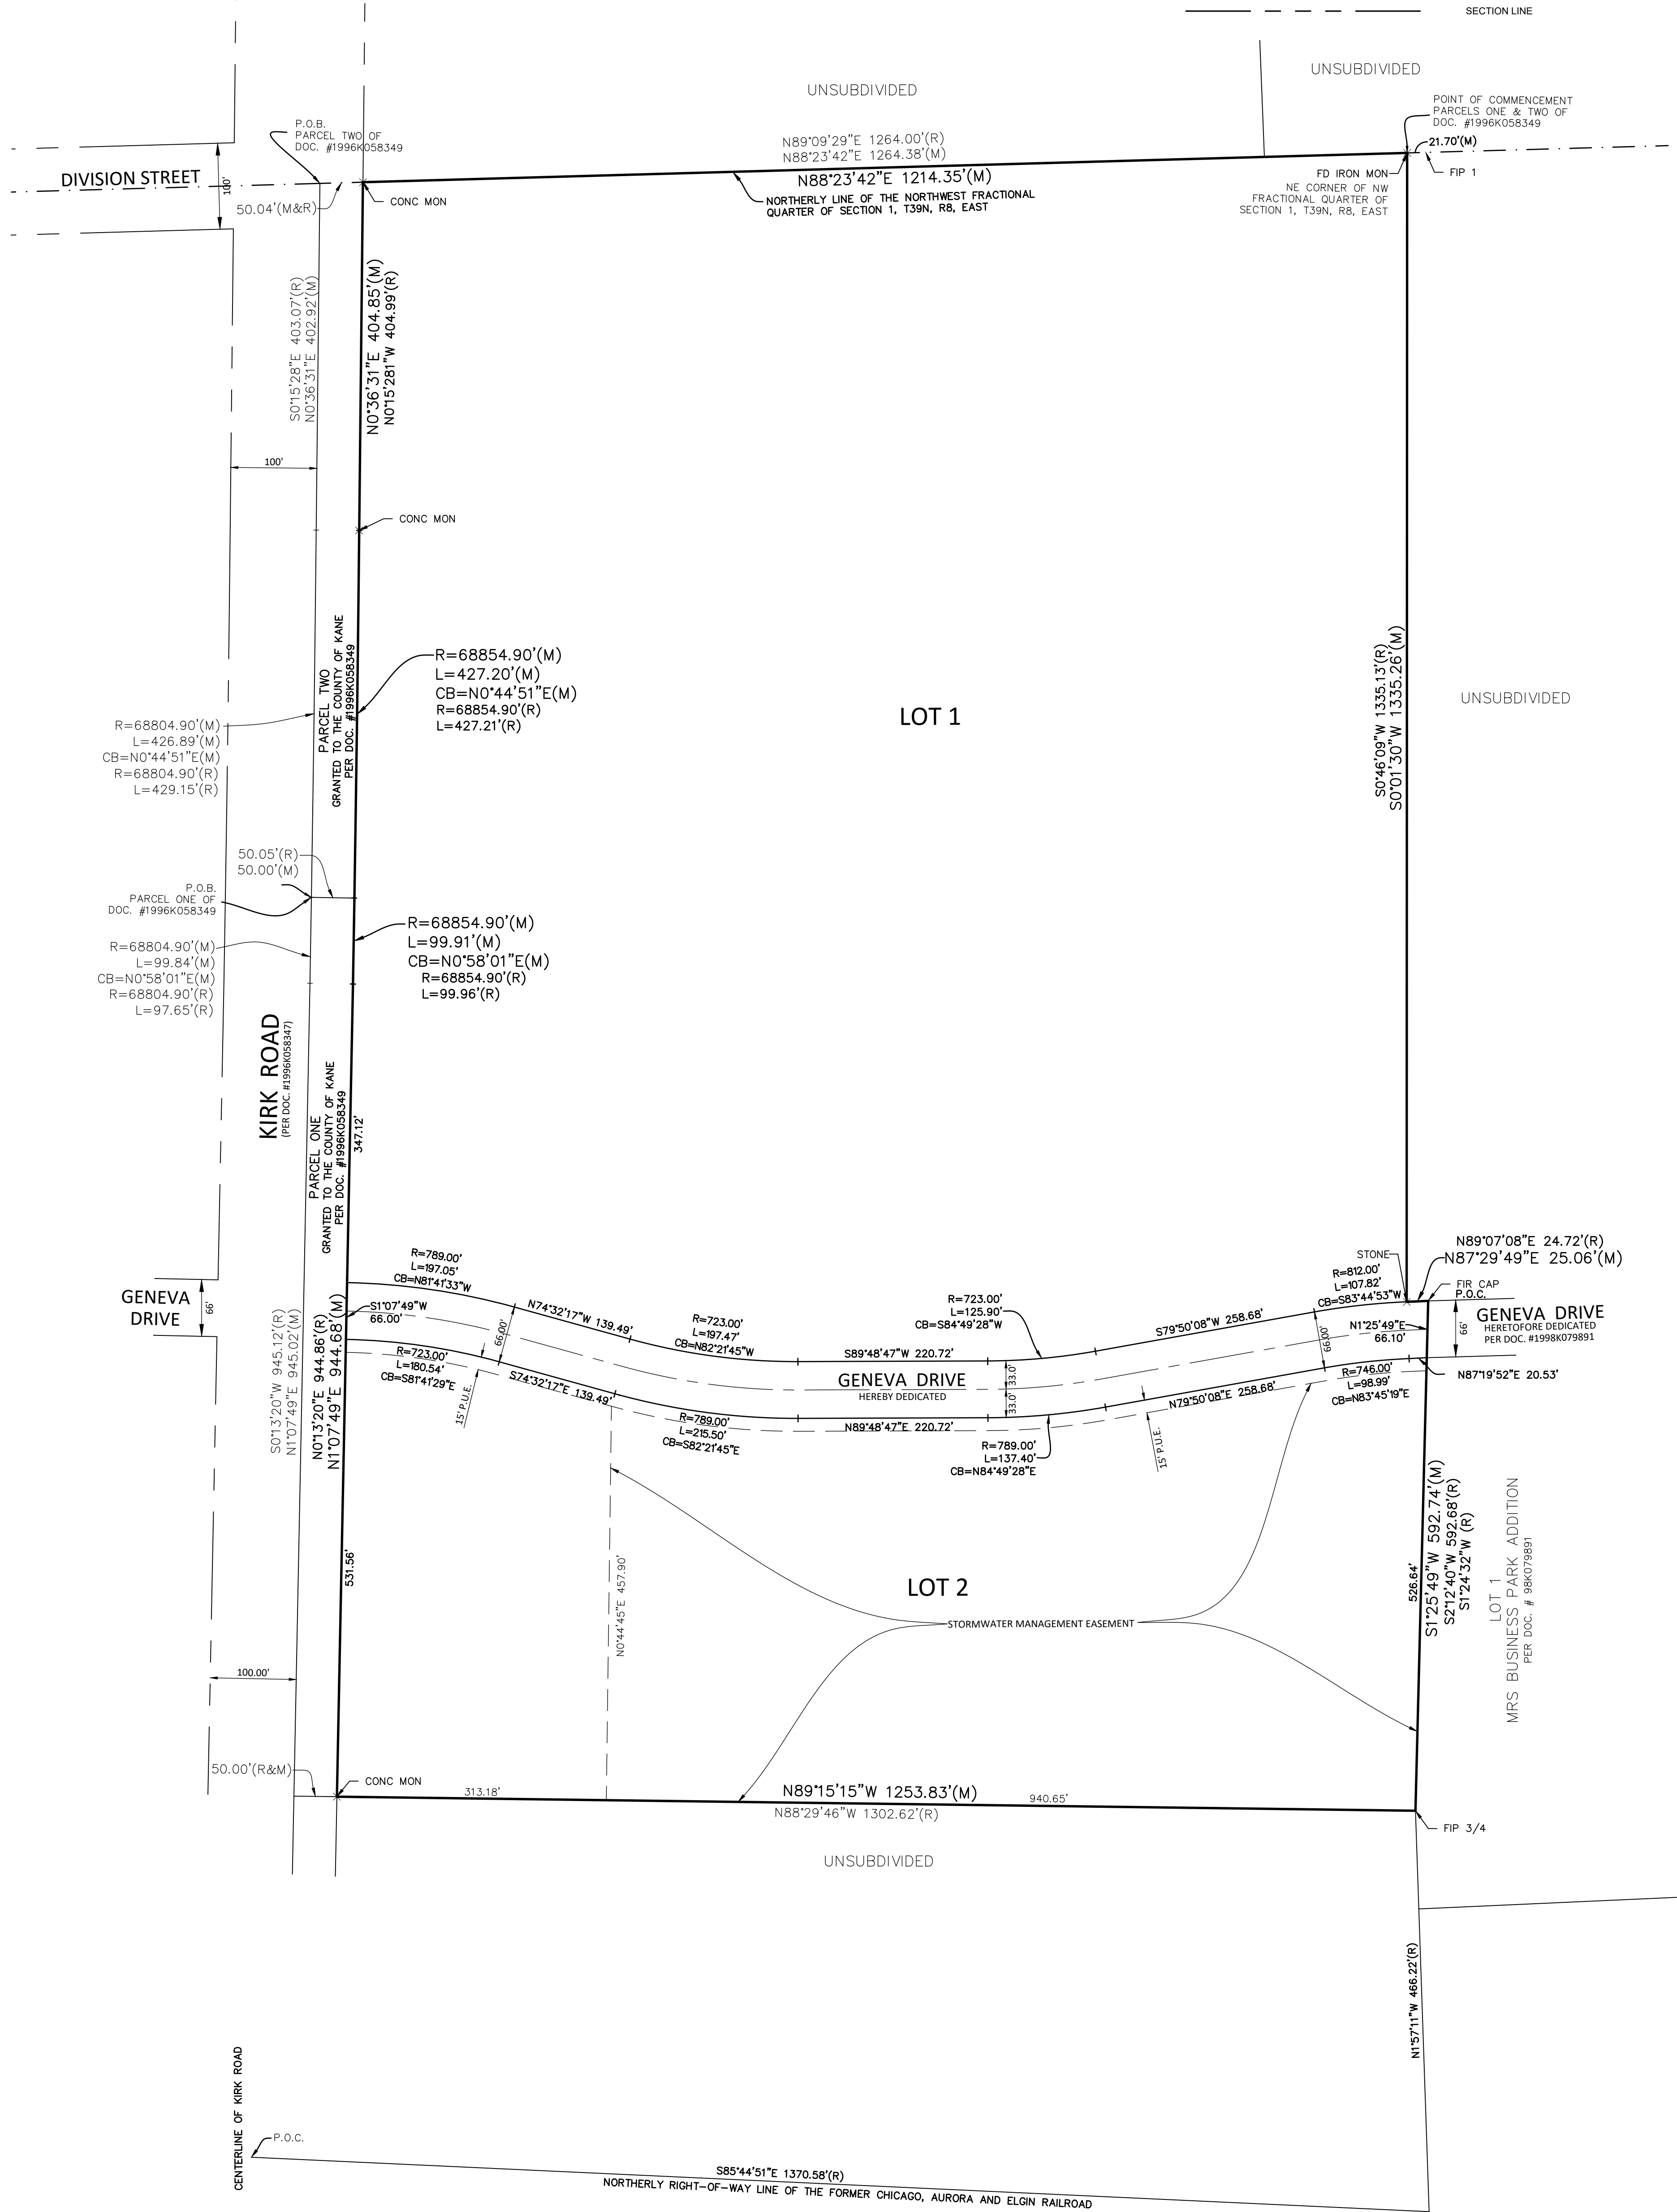 SECTION LINE
UNSUBDIVIDED
UNSUBDIVIDED
POINT OF COMMENCEMENT
PARCELS ONE & TWO OF
DOC. #1996K058349
P.O.B.
PARCEL TWO OF
DOC. #1996K058349
N89°09'29"E 1264.00'(R)
N88°23'42"E 1264.38'(M)
21.70'(M)
DIVISION STREET
100'
50.04'(M&R)
CONC MON
N88°23'42"E 1214.35'(M)
NORTHERLY LINE OF THE NORTHWEST FRACTIONAL
QUARTER OF SECTION 1, T39N, R8, EAST
FD IRON MON
NE CORNER OF NW
FRACTIONAL QUARTER OF
SECTION 1, T39N, R8, EAST
FIP 1
S0°15'28"E 403.07'(R)
N0°36'31"E 402.92'(M)
N0°36'31"E 404.85'(M)
N0°15'281"W 404.99'(R)
100'
CONC MON
PARCEL TWO
GRANTED TO THE COUNTY OF KANE
PER DOC. #1996K058349
R=68854.90'(M)
L=427.20'(M)
CB=N0°44'51"E(M)
R=68854.90'(R)
L=427.21'(R)
LOT 1
S0°46'09"W 1335.13'(R)
S0°01'30"W 1335.26'(M)
UNSUBDIVIDED
R=68804.90'(M)
L=426.89'(M)
CB=N0°44'51"E(M)
R=68804.90'(R)
L=429.15'(R)
50.05'(R)
50.00'(M)
P.O.B.
PARCEL ONE OF
DOC. #1996K058349
R=68854.90'(M)
L=99.91'(M)
CB=N0°58'01"E(M)
R=68854.90'(R)
L=99.96'(R)
R=68804.90'(M)
L=99.84'(M)
CB=N0°58'01"E(M)
R=68804.90'(R)
L=97.65'(R)
KIRK ROAD
(PER DOC. #1996K058347)
PARCEL ONE
GRANTED TO THE COUNTY OF KANE
PER DOC. #1996K058349
347.12'
GENEVA
DRIVE
66'
R=789.00'
L=197.05'
CB=N81°41'33"W
S1°07'49"W
66.00'
N74°32'17"W 139.49'
66.00'
R=723.00'
L=197.47'
CB=N82°21'45"W
S89°48'47"W 220.72'
R=723.00'
L=125.90'
CB=S84°49'28"W
S79°50'08"W 258.68'
R=812.00'
L=107.82'
CB=S83°44'53"W
STONE
N89°07'08"E 24.72'(R)
N87°29'49"E 25.06'(M)
FIR CAP
P.O.C.
GENEVA DRIVE
HERETOFORE DEDICATED
PER DOC. #1998K079891
66'
N1°25'49"E
66.10'
66.00'
N87°19'52"E 20.53'
R=746.00'
L=98.99'
CB=N83°45'19"E
N79°50'08"E 258.68'
GENEVA DRIVE
HEREBY DEDICATED
33.0'
33.0'
R=723.00'
L=180.54'
CB=S81°41'29"E
S74°32'17"E 139.49'
15' P.U.E.
R=789.00'
L=215.50'
CB=S82°21'45"E
N89°48'47"E 220.72'
R=789.00'
L=137.40'
CB=N84°49'28"E
15' P.U.E.
S0°13'20"W 945.12'(R)
N1°07'49"E 945.02'(M)
N0°13'20"E 944.86'(R)
N1°07'49"E 944.68'(M)
531.56'
N0°44'45"E 457.90'
LOT 2
STORMWATER MANAGEMENT EASEMENT
526.64'
S1°25'49"W 592.74'(M)
S2°12'40"W 592.68'(R)
S1°24'32"W (R)
LOT 1
MRS BUSINESS PARK ADDITION
PER DOC. # 98K079891
100.00'
50.00'(R&M)
CONC MON
313.18'
N89°15'15"W 1253.83'(M)
N88°29'46"W 1302.62'(R)
940.65'
FIP 3/4
UNSUBDIVIDED
N1°57'11"W 466.22'(R)
CENTERLINE OF KIRK ROAD
P.O.C.
S85°44'51"E 1370.58'(R)
NORTHERLY RIGHT-OF-WAY LINE OF THE FORMER CHICAGO, AURORA AND ELGIN RAILROAD